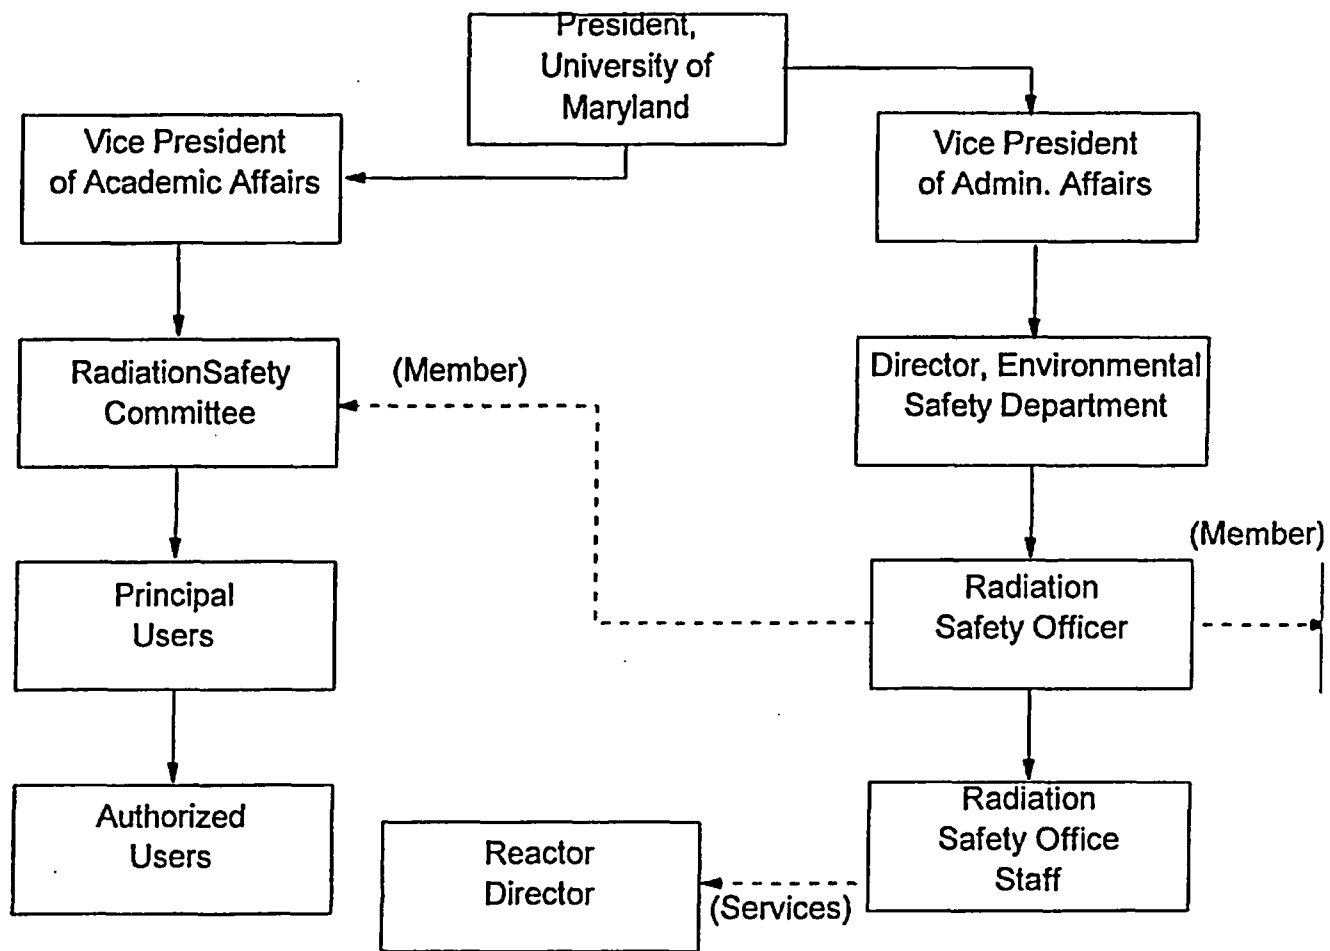 President,
University of
Maryland
Vice President
of Academic Affairs
Vice President
of Admin. Affairs
RadiationSafety
Committee
(Member)
Director, Environmental
Safety Department
(Member)
Principal
Users
Radiation
Safety Officer
Authorized
Users
Reactor
Director
(Services)
Radiation
Safety Office
Staff